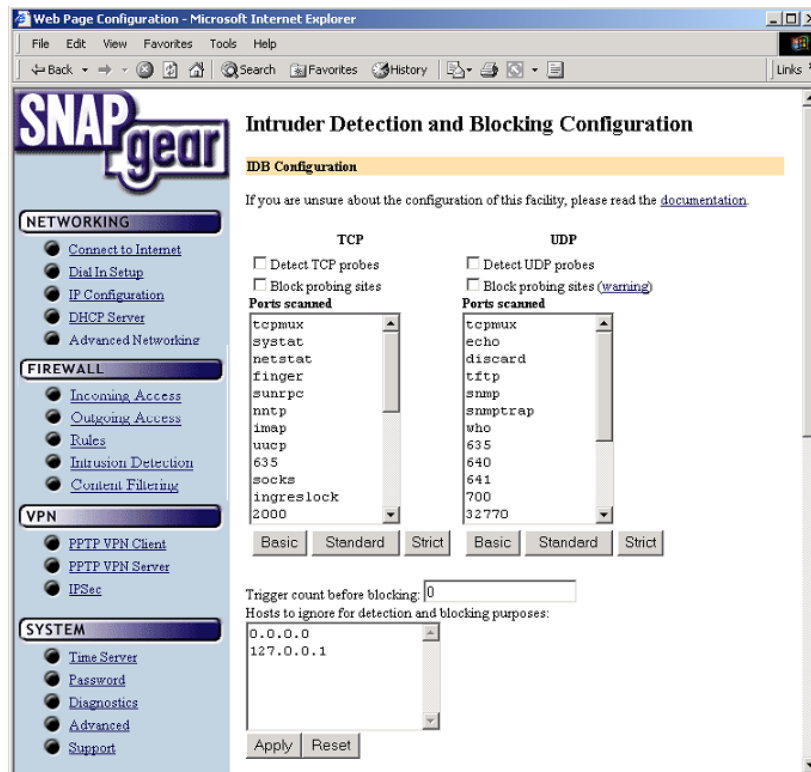 Web Page Configuration - Microsoft Internet Explorer
File Edit View Favorites Tools Help
Back Search Favorites History Links
SNAP gear
Intruder Detection and Blocking Configuration
IDB Configuration
If you are unsure about the configuration of this facility, please read the documentation.
NETWORKING
Connect to Internet
Dial In Setup
IP Configuration
DHCP Server
Advanced Networking
FIREWALL
Incoming Access
Outgoing Access
Rules
Intrusion Detection
Content Filtering
VPN
PPTP VPN Client
PPTP VPN Server
IPSec
SYSTEM
Time Server
Password
Diagnostics
Advanced
Support
TCP
Detect TCP probes
Block probing sites
Ports scanned
tcpmux
systat
netstat
finger
sunrpc
nntp
imap
uucp
635
socks
ingreslock
2000
Basic Standard Strict
UDP
Detect UDP probes
Block probing sites (warning)
Ports scanned
tcpmux
echo
discard
tftp
snmp
snmptrap
who
635
640
641
700
32770
Basic Standard Strict
Trigger count before blocking: 0
Hosts to ignore for detection and blocking purposes:
0.0.0.0
127.0.0.1
Apply Reset